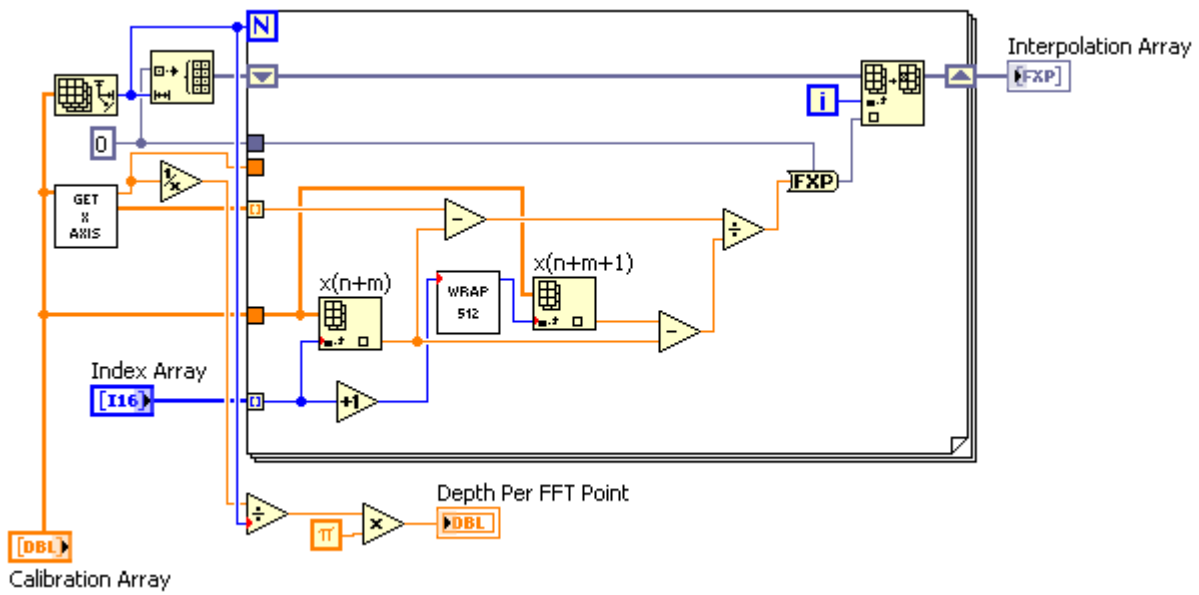 N
Interpolation Array
[FXP]
i
0
1/x
FXP
GET
X
AXIS
−
÷
x(n+m)
x(n+m+1)
WRAP
512
−
Index Array
[I16]
+1
Depth Per FFT Point
÷
π
×
DBL
[DBL]
Calibration Array